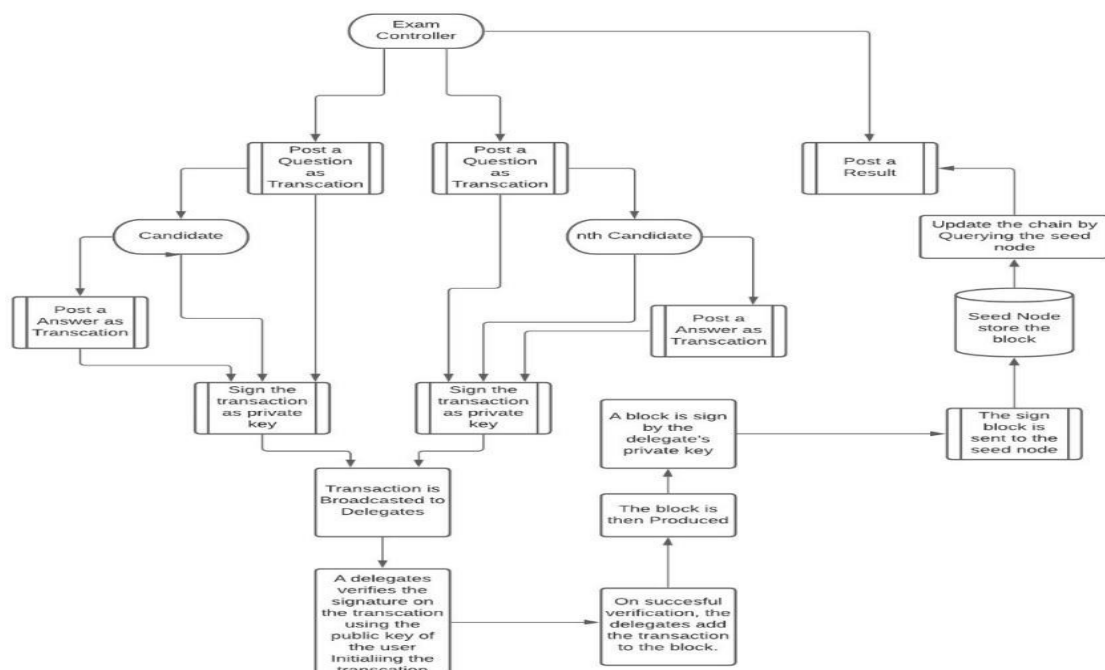 Exam
Controller
Post a
Question
as
Transcation
Post a
Question
as
Transcation
Post a
Result
Candidate
nth Candidate
Update the chain by
Querying the seed
node
Post a
Answer as
Transcation
Post a
Answer as
Transcation
Seed Node
store the
block
Sign the
transaction
as private
key
Sign the
transaction
as private
key
A block is sign
by the
delegate's
private key
The sign
block is
sent to the
seed node
Transaction is
Broadcasted to
Delegates
The block is
then Produced
A delegates
verifies the
signature on
the transcation
using the
public key of
the user
Initialiing the
transcation
On succesful
verification, the
delegates add
the transaction
to the block.